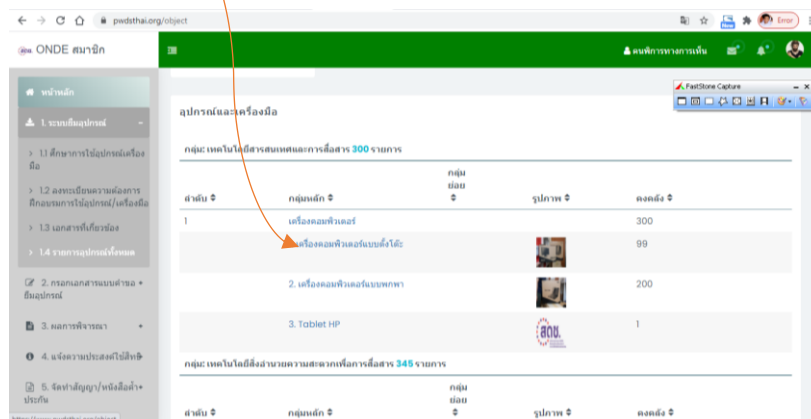 pwdsthai.org/object
Error
สดช. ONDE สมาชิก
คนพิการทางการเห็น
FastStone Capture
หน้าหลัก
1. ระบบยืมอุปกรณ์
1.1 ศึกษาการใช้อุปกรณ์เครื่อง
มือ
1.2 ลงทะเบียนความต้องการ
ฝึกอบรมการใช้อุปกรณ์/เครื่องมือ
1.3 เอกสารที่เกี่ยวข้อง
1.4 รายการอุปกรณ์ทั้งหมด
2. กรอกเอกสารแบบคำขอ
ยืมอุปกรณ์
3. ผลการพิจารณา
4. แจ้งความประสงค์ใช้สิทธิ
5. จัดทำสัญญา/หนังสือค้ำ
ประกัน
อุปกรณ์และเครื่องมือ
กลุ่ม: เทคโนโลยีสารสนเทศและการสื่อสาร 300 รายการ
ลำดับ กลุ่มหลัก กลุ่ม
ย่อย
รูปภาพ คงคลัง
1 เครื่องคอมพิวเตอร์ 300
เครื่องคอมพิวเตอร์แบบตั้งโต๊ะ 99
2. เครื่องคอมพิวเตอร์แบบพกพา 200
3. Tablet HP สดช. 1
กลุ่ม: เทคโนโลยีสิ่งอำนวยความสะดวกเพื่อการสื่อสาร 345 รายการ
ลำดับ กลุ่มหลัก กลุ่ม
ย่อย
รูปภาพ คงคลัง